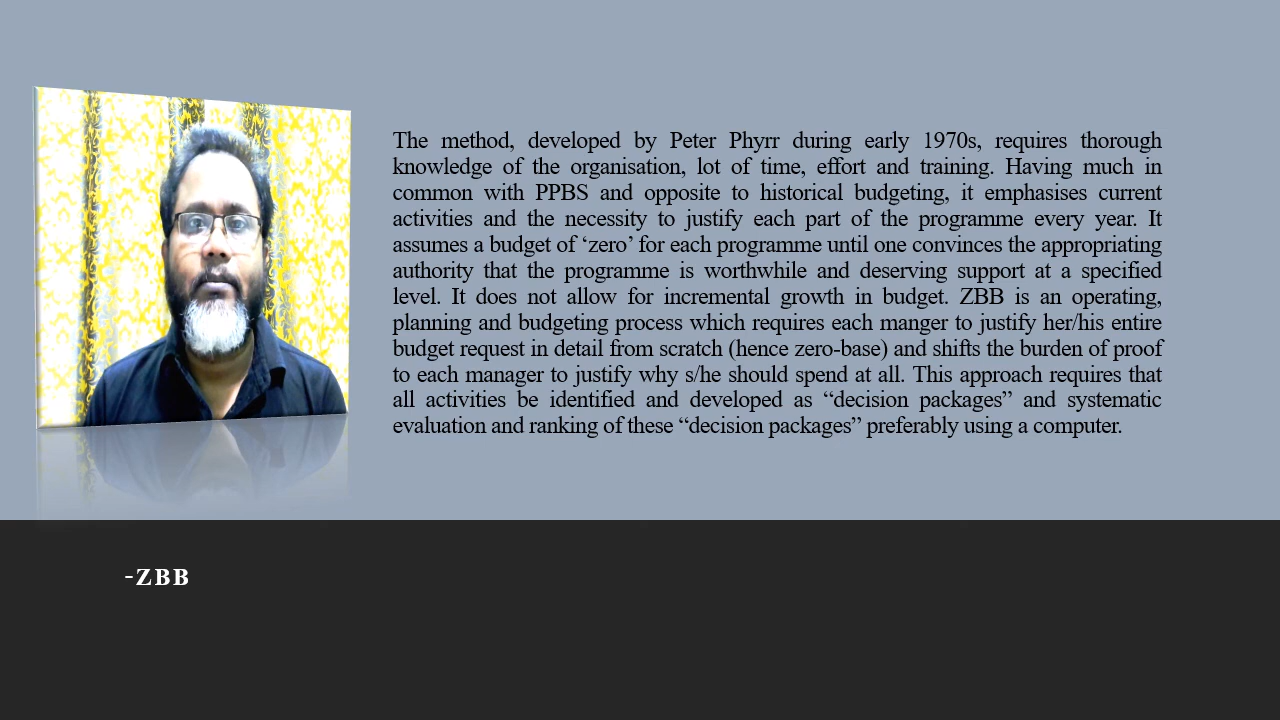 The method, developed by Peter Phyrr during early 1970s, requires thorough
knowledge of the organisation, lot of time, effort and training. Having much in
common with PPBS and opposite to historical budgeting, it emphasises current
activities and the necessity to justify each part of the programme every year. It
assumes a budget of ‘zero’ for each programme until one convinces the appropriating
authority that the programme is worthwhile and deserving support at a specified
level. It does not allow for incremental growth in budget. ZBB is an operating,
planning and budgeting process which requires each manger to justify her/his entire
budget request in detail from scratch (hence zero-base) and shifts the burden of proof
to each manager to justify why s/he should spend at all. This approach requires that
all activities be identified and developed as “decision packages” and systematic
evaluation and ranking of these “decision packages” preferably using a computer.
-ZBB